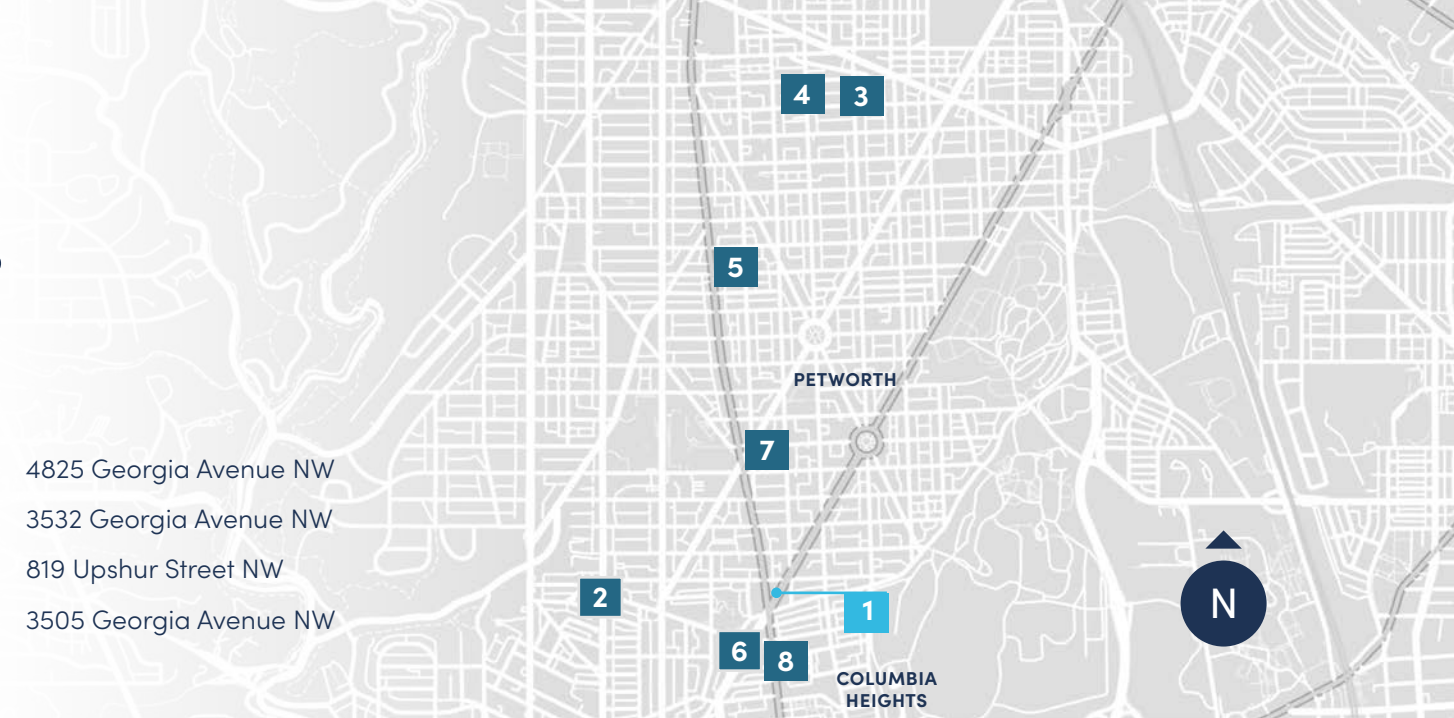 4
3
5
PETWORTH
7
4825 Georgia Avenue NW
3532 Georgia Avenue NW
819 Upshur Street NW
3505 Georgia Avenue NW
2
1
N
6
8
COLUMBIA
HEIGHTS